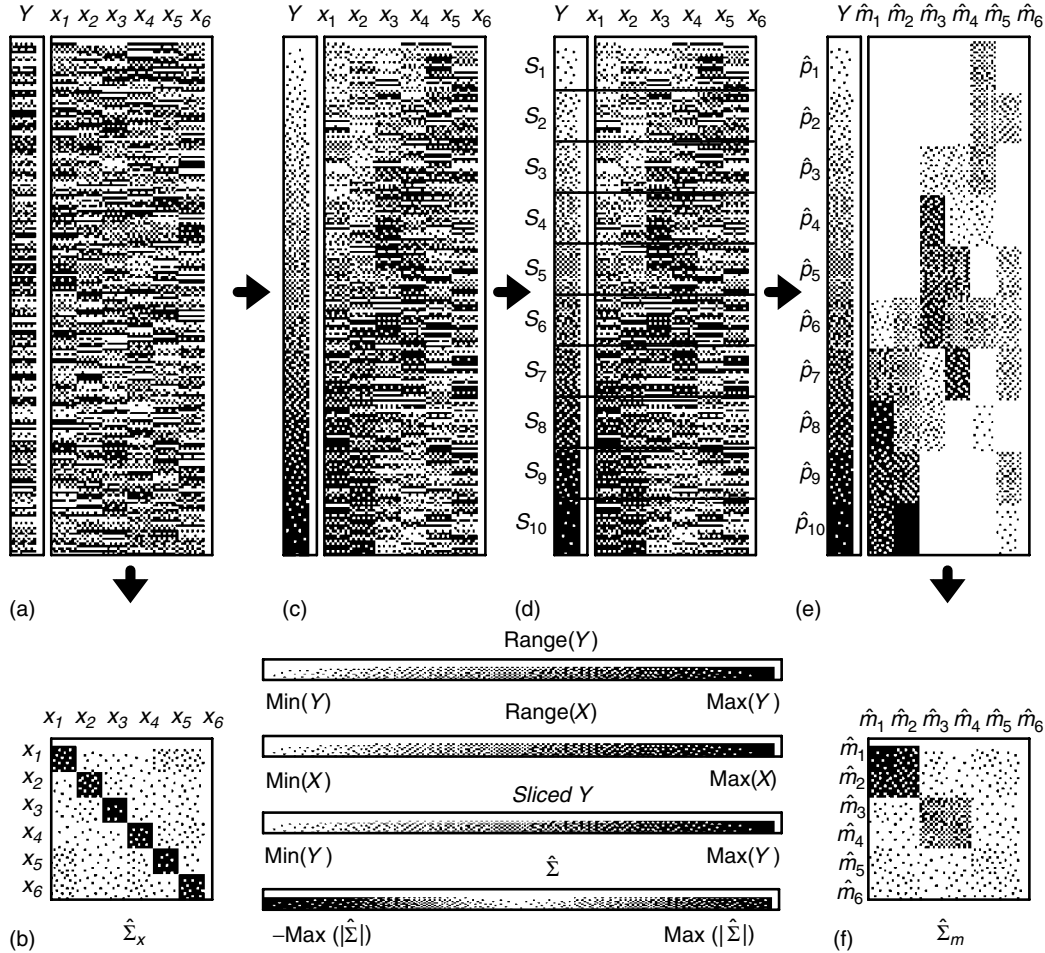 Y x1 x2 x3 x4 x5 x6
Y x1 x2 x3 x4 x5 x6
Y x1 x2 x3 x4 x5 x6
Y m̂1 m̂2 m̂3 m̂4 m̂5 m̂6
S1
S2
S3
S4
S5
S6
S7
S8
S9
S10
p̂1
p̂2
p̂3
p̂4
p̂5
p̂6
p̂7
p̂8
p̂9
p̂10
(a)
(c)
(d)
(e)
Range(Y)
Min(Y) Max(Y)
Range(X)
Min(X) Max(X)
Sliced Y
Min(Y) Max(Y)
Σ̂
–Max (|Σ̂|) Max (|Σ̂|)
x1 x2 x3 x4 x5 x6
x1
x2
x3
x4
x5
x6
(b) Σ̂x
m̂1 m̂2 m̂3 m̂4 m̂5 m̂6
m̂1
m̂2
m̂3
m̂4
m̂5
m̂6
(f) Σ̂m